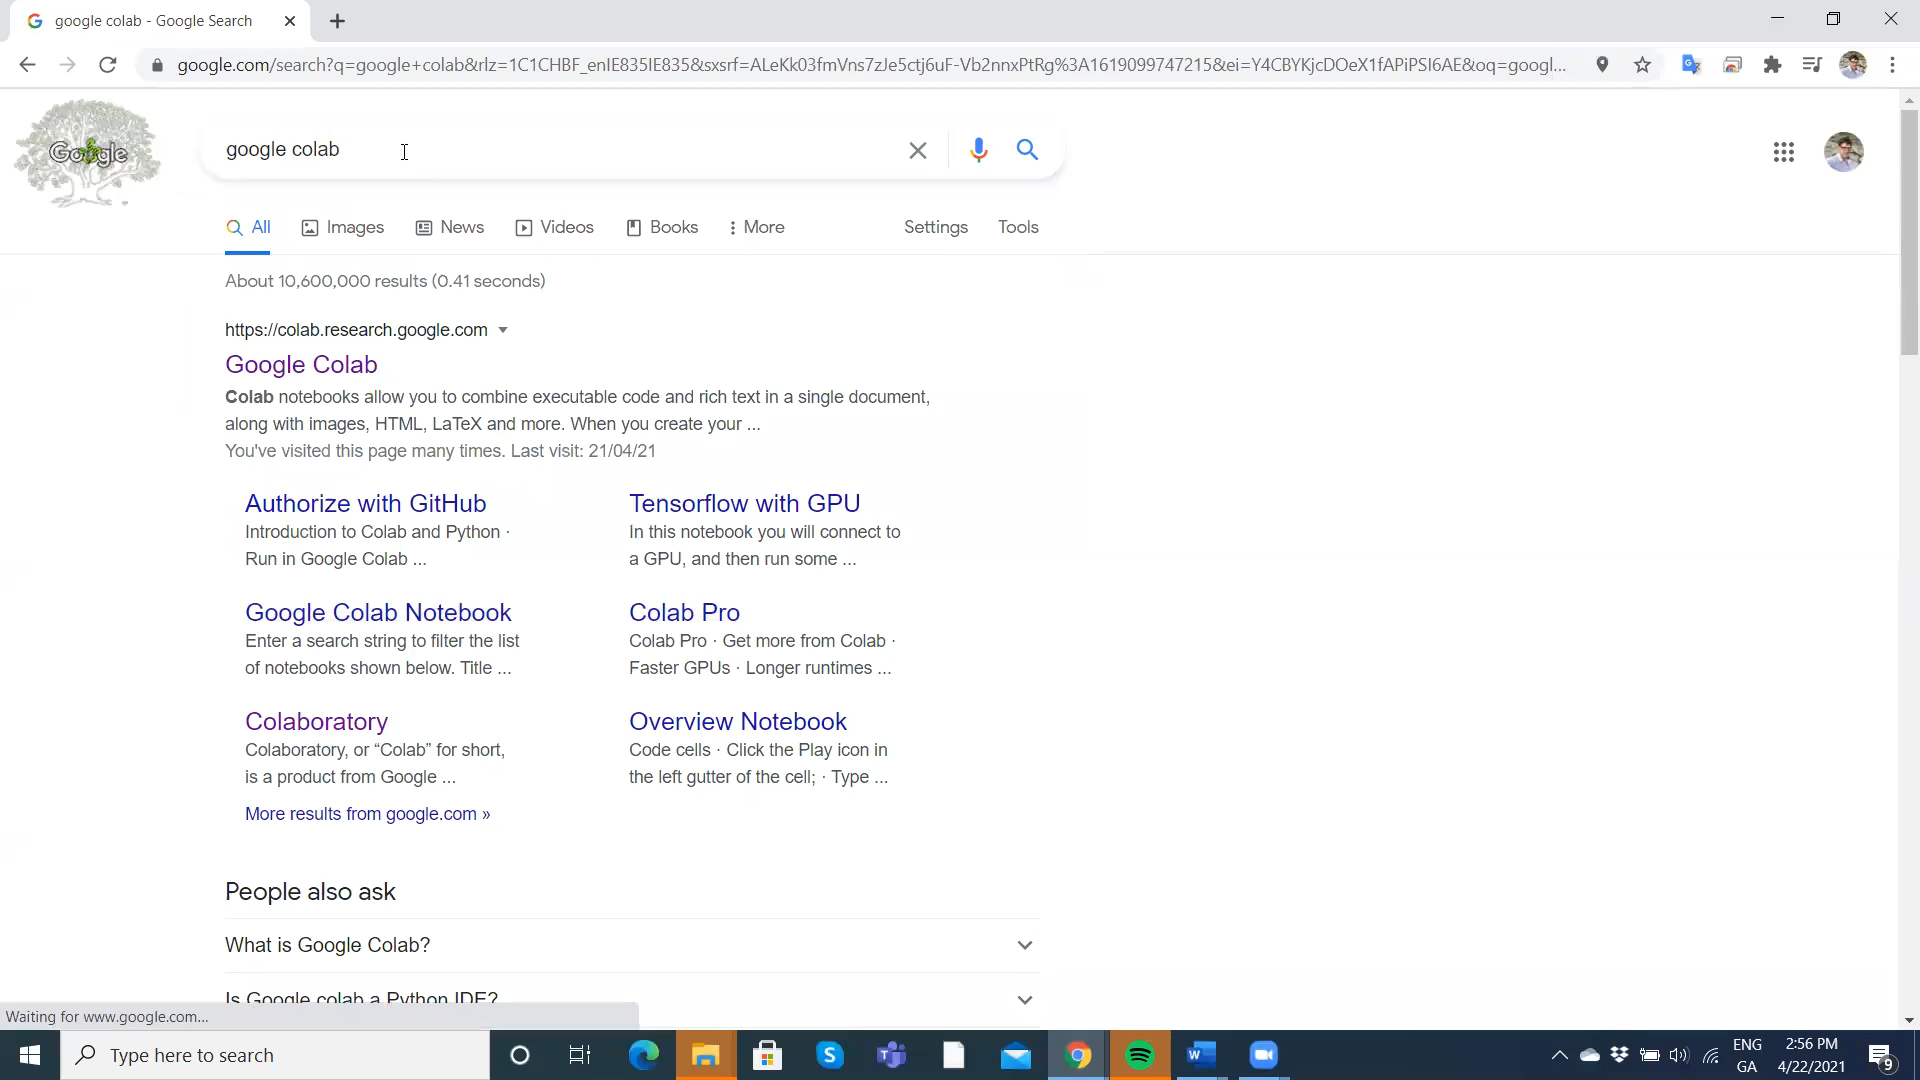 google colab - Google Search
google.com/search?q=google+colab&rlz=1C1CHBF_enIE835IE835&sxsrf=ALeKk03fmVns7zJe5ctj6uF-Vb2nnxPtRg%3A1619099747215&ei=Y4CBYKjcDOeX1fAPiPSI6AE&oq=googl...
Google
google colab
All
Images
News
Videos
Books
More
Settings
Tools
About 10,600,000 results (0.41 seconds)
https://colab.research.google.com
Google Colab
Colab notebooks allow you to combine executable code and rich text in a single document,
along with images, HTML, LaTeX and more. When you create your ...
You've visited this page many times. Last visit: 21/04/21
Authorize with GitHub
Introduction to Colab and Python ·
Run in Google Colab ...
Tensorflow with GPU
In this notebook you will connect to
a GPU, and then run some ...
Google Colab Notebook
Enter a search string to filter the list
of notebooks shown below. Title ...
Colab Pro
Colab Pro · Get more from Colab ·
Faster GPUs · Longer runtimes ...
Colaboratory
Colaboratory, or “Colab” for short,
is a product from Google ...
Overview Notebook
Code cells · Click the Play icon in
the left gutter of the cell; · Type ...
More results from google.com »
People also ask
What is Google Colab?
Is Google colab a Python IDE?
Waiting for www.google.com...
Type here to search
ENG
GA
2:56 PM
4/22/2021
9